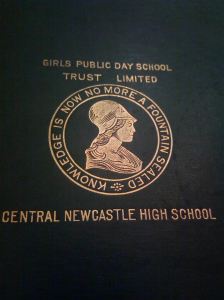 GIRLS PUBLIC DAY SCHOOL
TRUST LIMITED
KNOWLEDGE IS NOW NO MORE A FOUNTAIN SEALED
CENTRAL NEWCASTLE HIGH SCHOOL